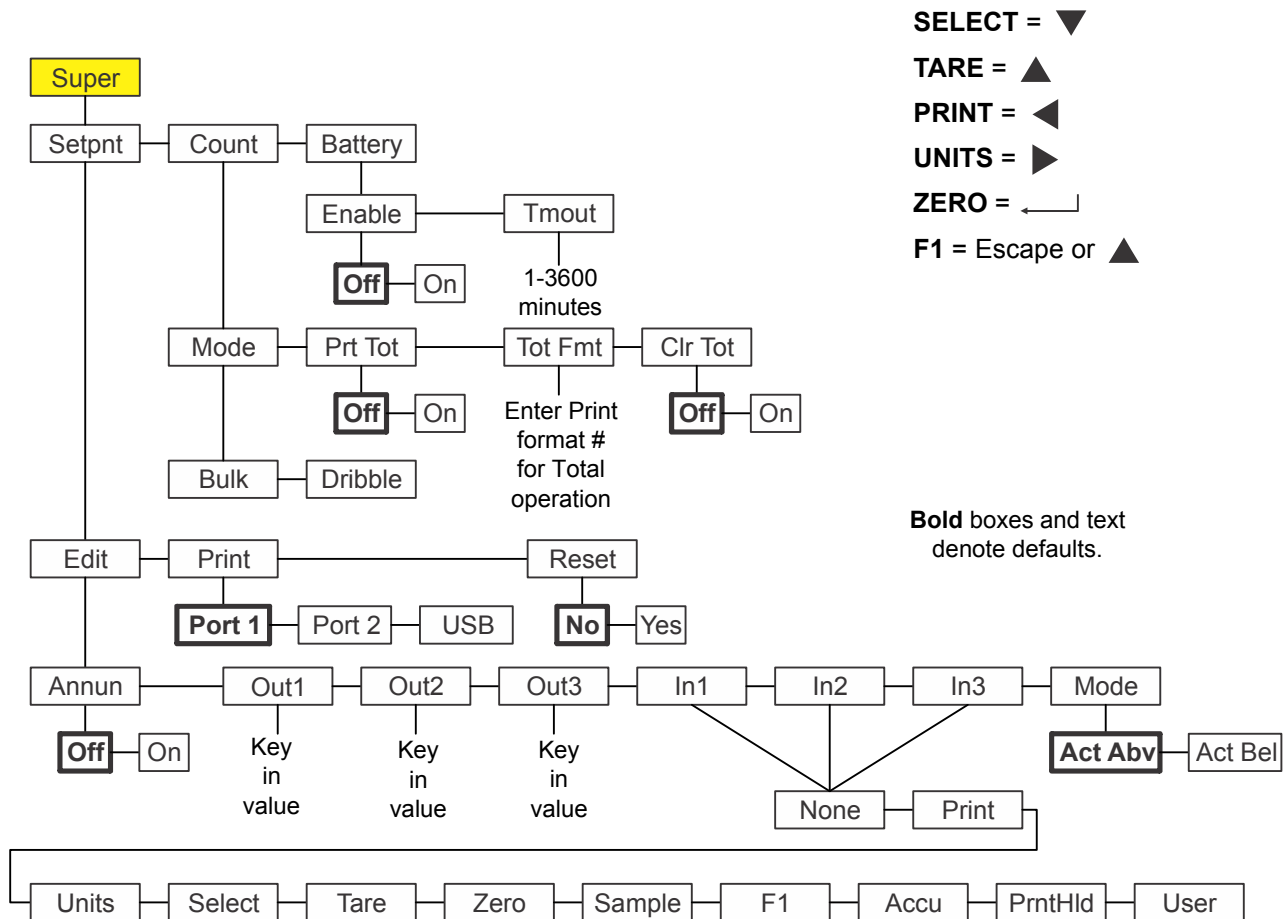 SELECT =
TARE =
PRINT =
UNITS =
ZERO =
F1 = Escape or
Super
Setpnt
Count
Battery
Enable
Tmout
Off
On
1-3600
minutes
Mode
Prt Tot
Tot Fmt
Clr Tot
Off
On
Enter Print
format #
for Total
operation
Off
On
Bulk
Dribble
Bold boxes and text
denote defaults.
Edit
Print
Reset
Port 1
Port 2
USB
No
Yes
Annun
Out1
Out2
Out3
In1
In2
In3
Mode
Off
On
Key
in
value
Key
in
value
Key
in
value
Act Abv
Act Bel
None
Print
Units
Select
Tare
Zero
Sample
F1
Accu
PrntHld
User